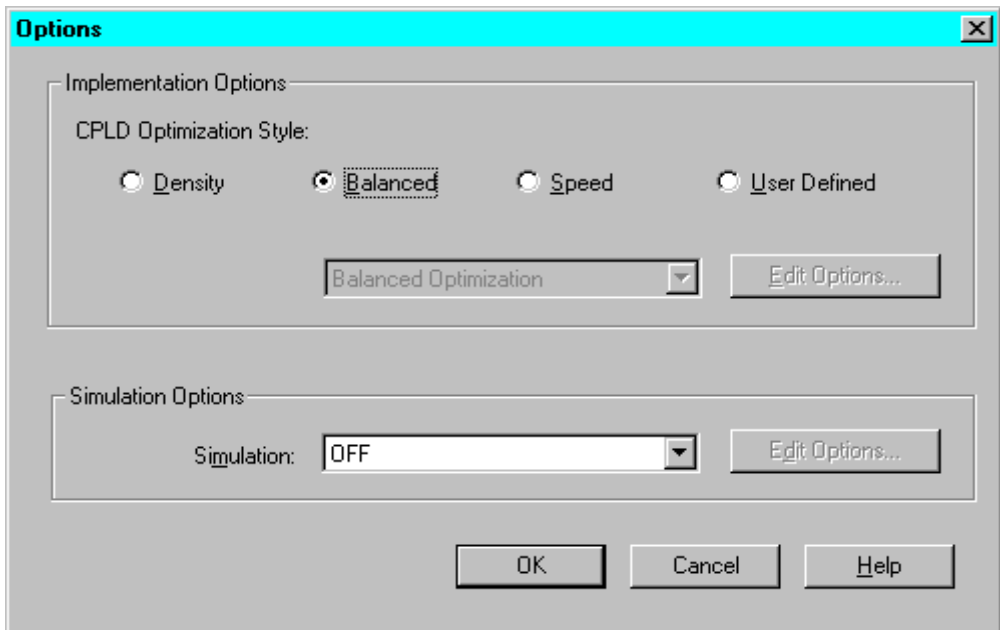 Options
Implementation Options
CPLD Optimization Style:
Density Balanced Speed User Defined
Balanced Optimization Edit Options...
Simulation Options
Simulation: OFF Edit Options...
OK Cancel Help